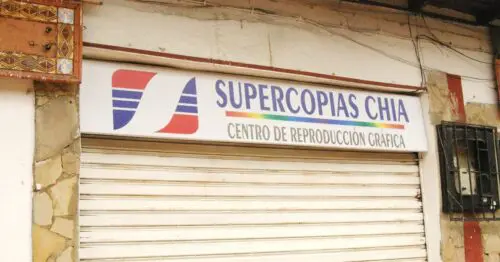 SUPERCOPIAS CHIA
CENTRO DE REPRODUCCIÓN GRÁFICA